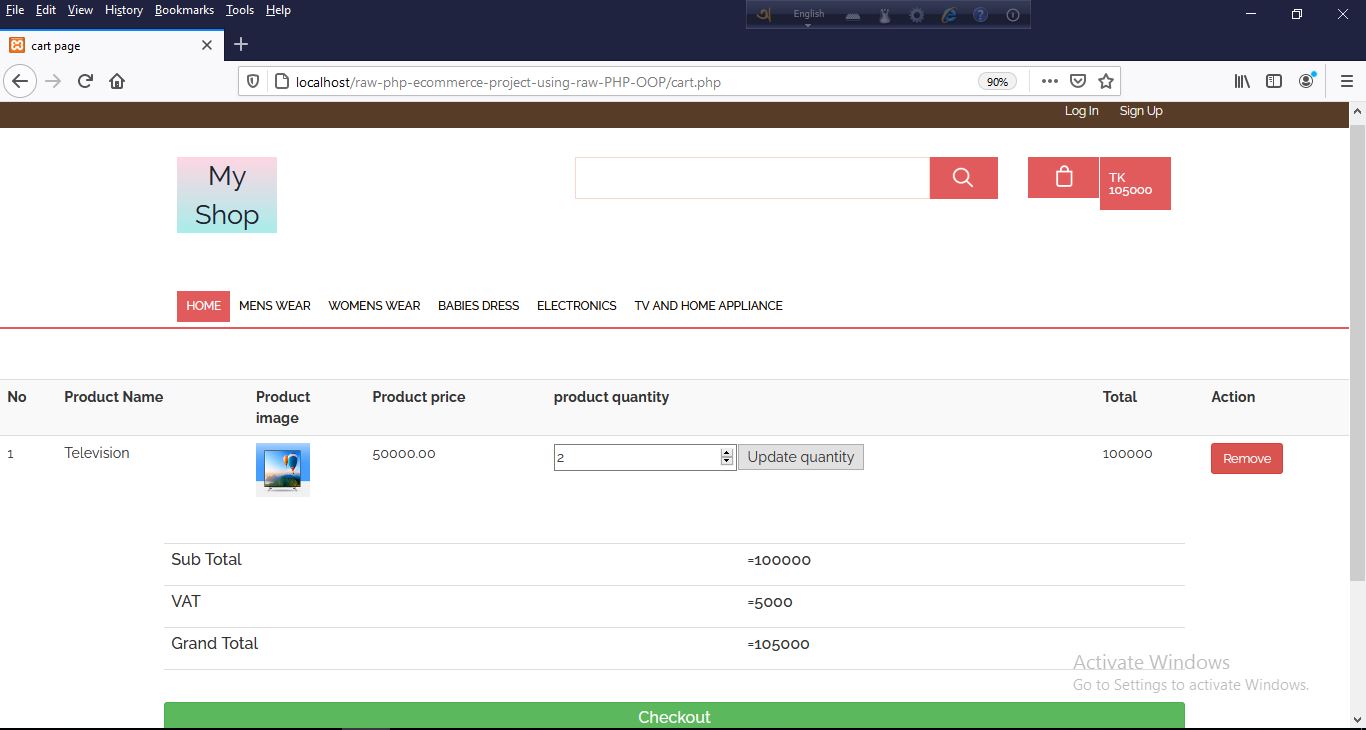 File Edit View History Bookmarks Tools Help
অ English
cart page
localhost/raw-php-ecommerce-project-using-raw-PHP-OOP/cart.php 90%
Log In Sign Up
My
Shop
TK
105000
HOME MENS WEAR WOMENS WEAR BABIES DRESS ELECTRONICS TV AND HOME APPLIANCE
No Product Name Product image Product price product quantity Total Action
1 Television 50000.00 2 Update quantity 100000 Remove
Sub Total =100000
VAT =5000
Grand Total =105000
Activate Windows
Go to Settings to activate Windows.
Checkout